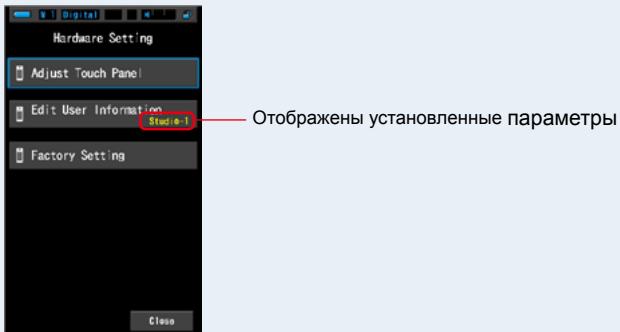 Digital
Hardware Setting
Adjust Touch Panel
Edit User Information
Studio-1
Отображены установленные параметры
Factory Setting
Close